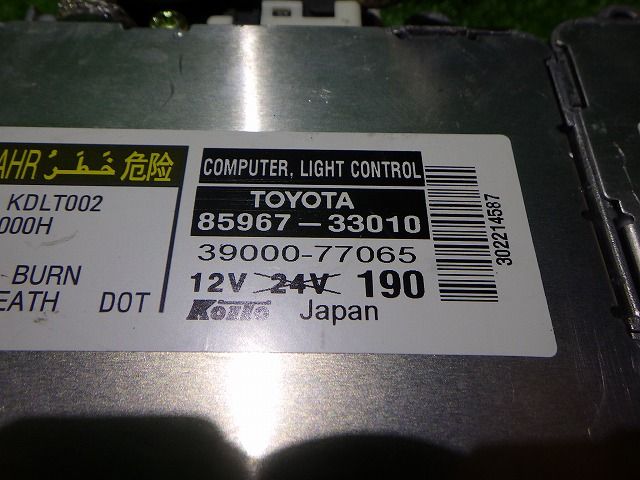 AHR خَطَر 危险
KDLT002
000H
BURN
EATH DOT
COMPUTER, LIGHT CONTROL
TOYOTA
85967-33010
39000-77065
12V 24V 190
Koito Japan
302214587